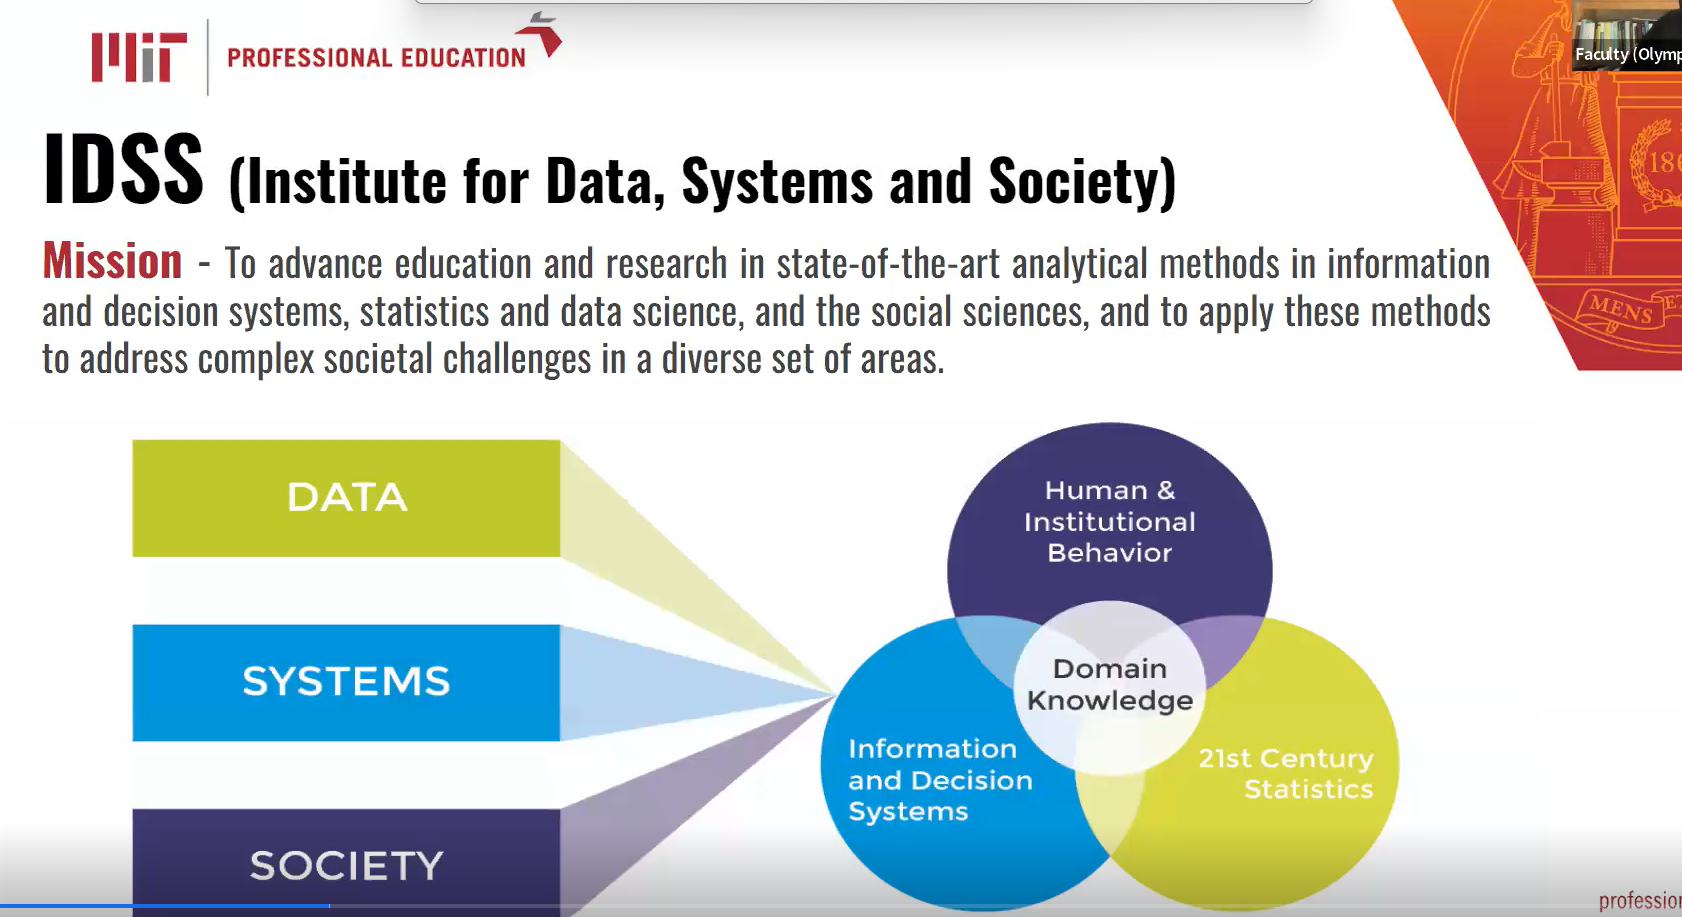 MIT PROFESSIONAL EDUCATION
Faculty (Olymp
IDSS (Institute for Data, Systems and Society)
Mission - To advance education and research in state-of-the-art analytical methods in information
and decision systems, statistics and data science, and the social sciences, and to apply these methods
to address complex societal challenges in a diverse set of areas.
186
MENS ET
DATA
SYSTEMS
SOCIETY
Human &
Institutional
Behavior
Domain
Knowledge
Information
and Decision
Systems
21st Century
Statistics
profession